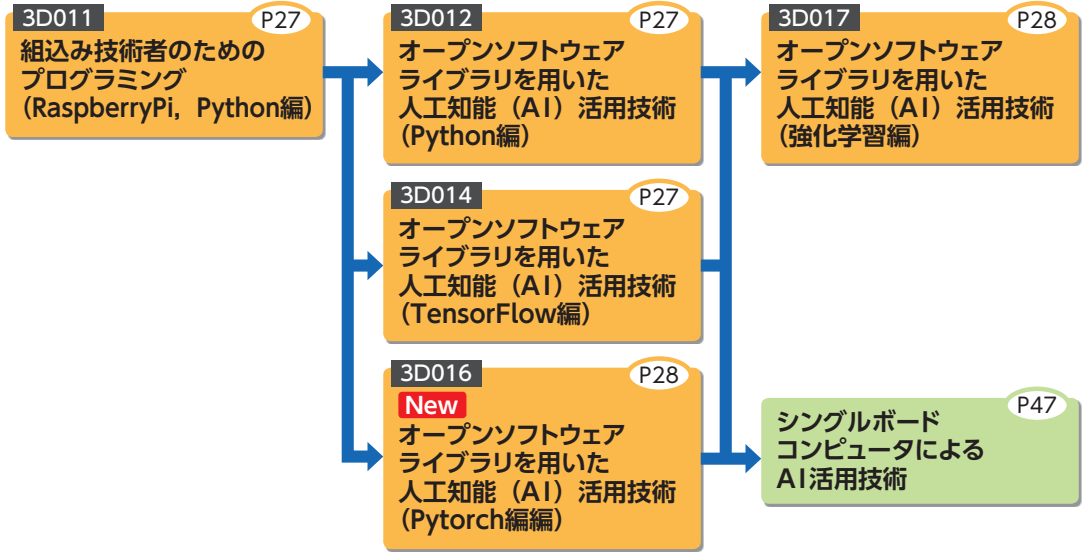 3D011
P27
組込み技術者のための
プログラミング
(RaspberryPi, Python編)
3D012
P27
オープンソフトウェア
ライブラリを用いた
人工知能（AI）活用技術
(Python編)
3D017
P28
オープンソフトウェア
ライブラリを用いた
人工知能（AI）活用技術
(強化学習編)
3D014
P27
オープンソフトウェア
ライブラリを用いた
人工知能（AI）活用技術
(TensorFlow編)
3D016
P28
New
オープンソフトウェア
ライブラリを用いた
人工知能（AI）活用技術
(Pytorch編編)
P47
シングルボード
コンピュータによる
AI活用技術